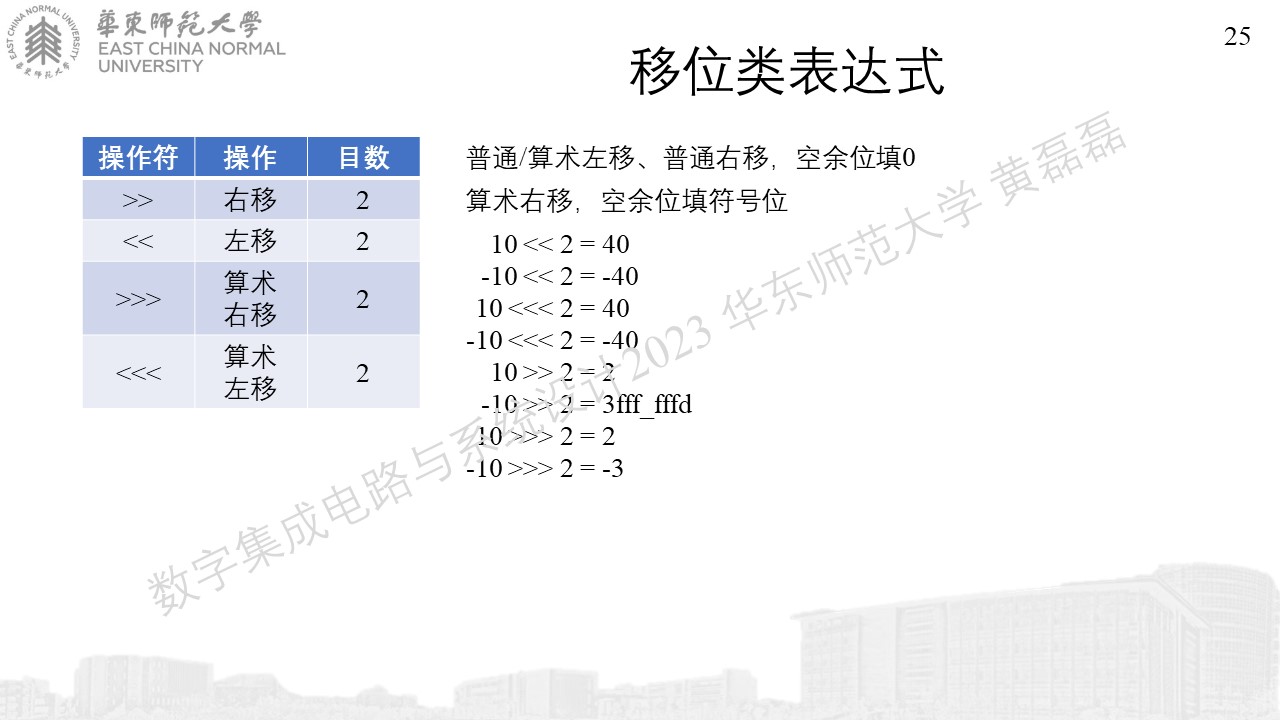 華東師範大學
EAST CHINA NORMAL
UNIVERSITY
EAST CHINA NORMAL UNIVERSITY
華東師範大學
25
移位类表达式
操作符 操作 目数
>> 右移 2
<< 左移 2
>>> 算术
右移 2
<<< 算术
左移 2
普通/算术左移、普通右移，空余位填0
算术右移，空余位填符号位
10 << 2 = 40
-10 << 2 = -40
10 <<< 2 = 40
-10 <<< 2 = -40
10 >> 2 = 2
-10 >> 2 = 3fff_fffd
10 >>> 2 = 2
-10 >>> 2 = -3
数字集成电路与系统设计2023 华东师范大学 黄磊磊